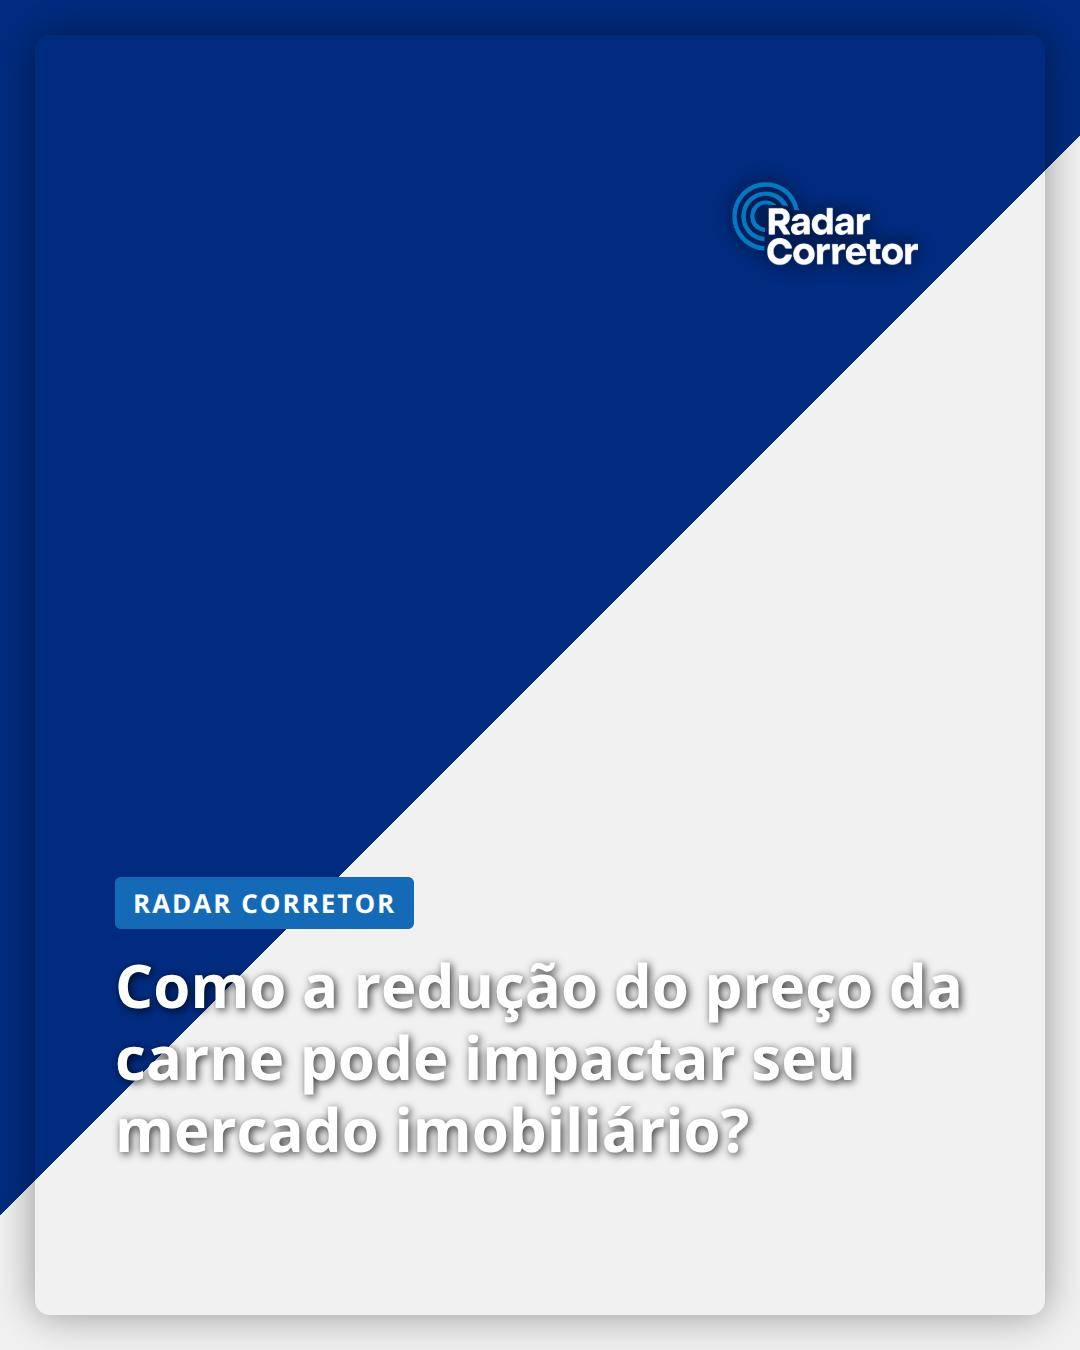 Radar
Corretor
RADAR CORRETOR
Como a redução do preço da
carne pode impactar seu
mercado imobiliário?